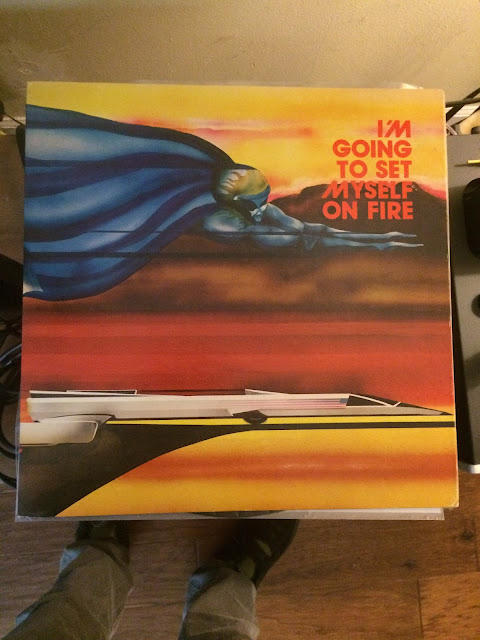 I'M
GOING
TO SET
MYSELF
ON FIRE